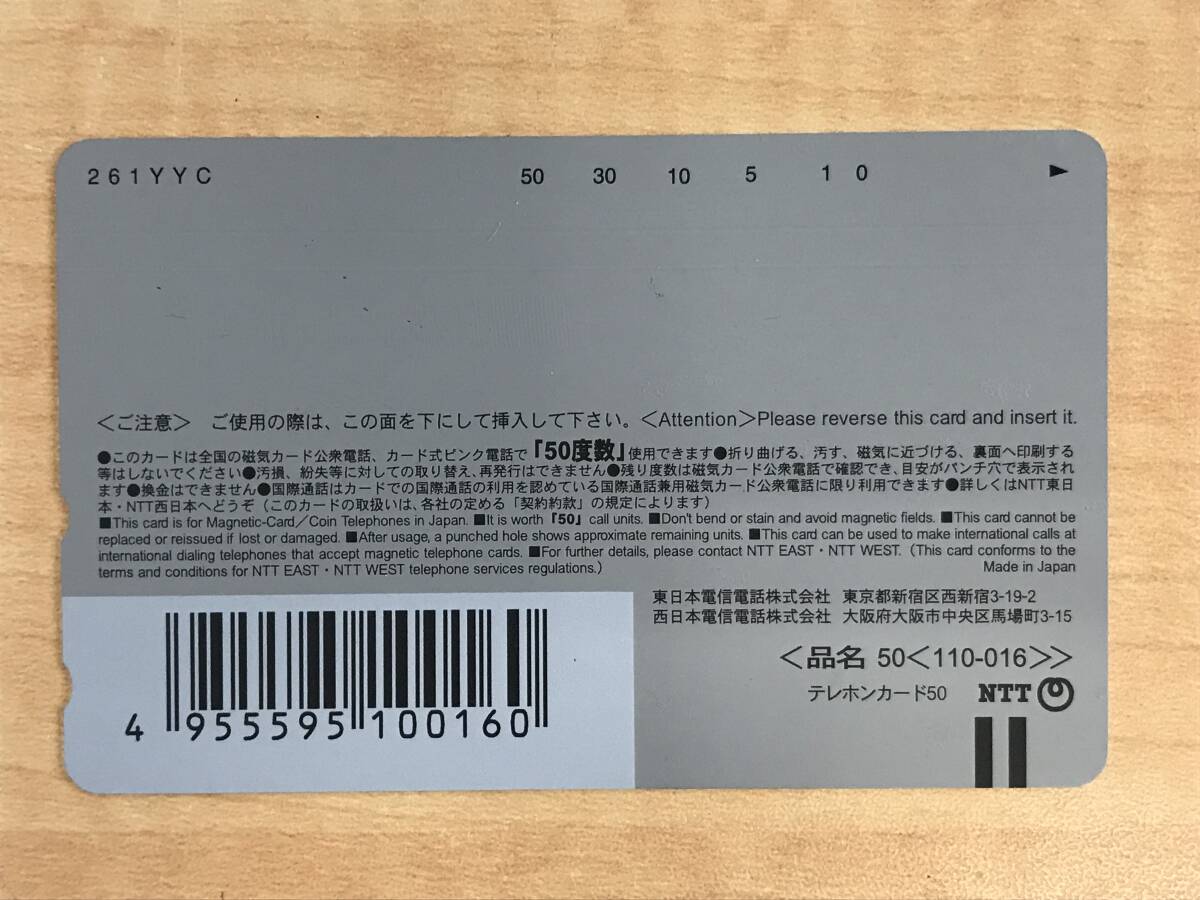 261YYC 50 30 10 5 1 0 ►
＜ご注意＞ ご使用の際は、この面を下にして挿入して下さい。＜Attention＞Please reverse this card and insert it.
●このカードは全国の磁気カード公衆電話、カード式ピンク電話で「50度数」使用できます●折り曲げる、汚す、磁気に近づける、裏面へ印刷する
等はしないでください●汚損、紛失等に対しての取り替え、再発行はできません●残り度数は磁気カード公衆電話で確認でき、目安がパンチ穴で表示され
ます●換金はできません●国際通話はカードでの国際通話の利用を認めている国際通話兼用磁気カード公衆電話に限り利用できます●詳しくはNTT東日
本・NTT西日本へどうぞ（このカードの取扱いは、各社の定める「契約約款」の規定によります）
■This card is for Magnetic-Card／Coin Telephones in Japan. ■It is worth「50」call units. ■Don't bend or stain and avoid magnetic fields. ■This card cannot be
replaced or reissued if lost or damaged. ■After usage, a punched hole shows approximate remaining units. ■This card can be used to make international calls at
international dialing telephones that accept magnetic telephone cards. ■For further details, please contact NTT EAST・NTT WEST.（This card conforms to the
terms and conditions for NTT EAST・NTT WEST telephone services regulations.） Made in Japan
東日本電信電話株式会社 東京都新宿区西新宿3-19-2
西日本電信電話株式会社 大阪府大阪市中央区馬場町3-15
＜品名 50＜110-016＞＞
テレホンカード50 NTT
4 955595 100160